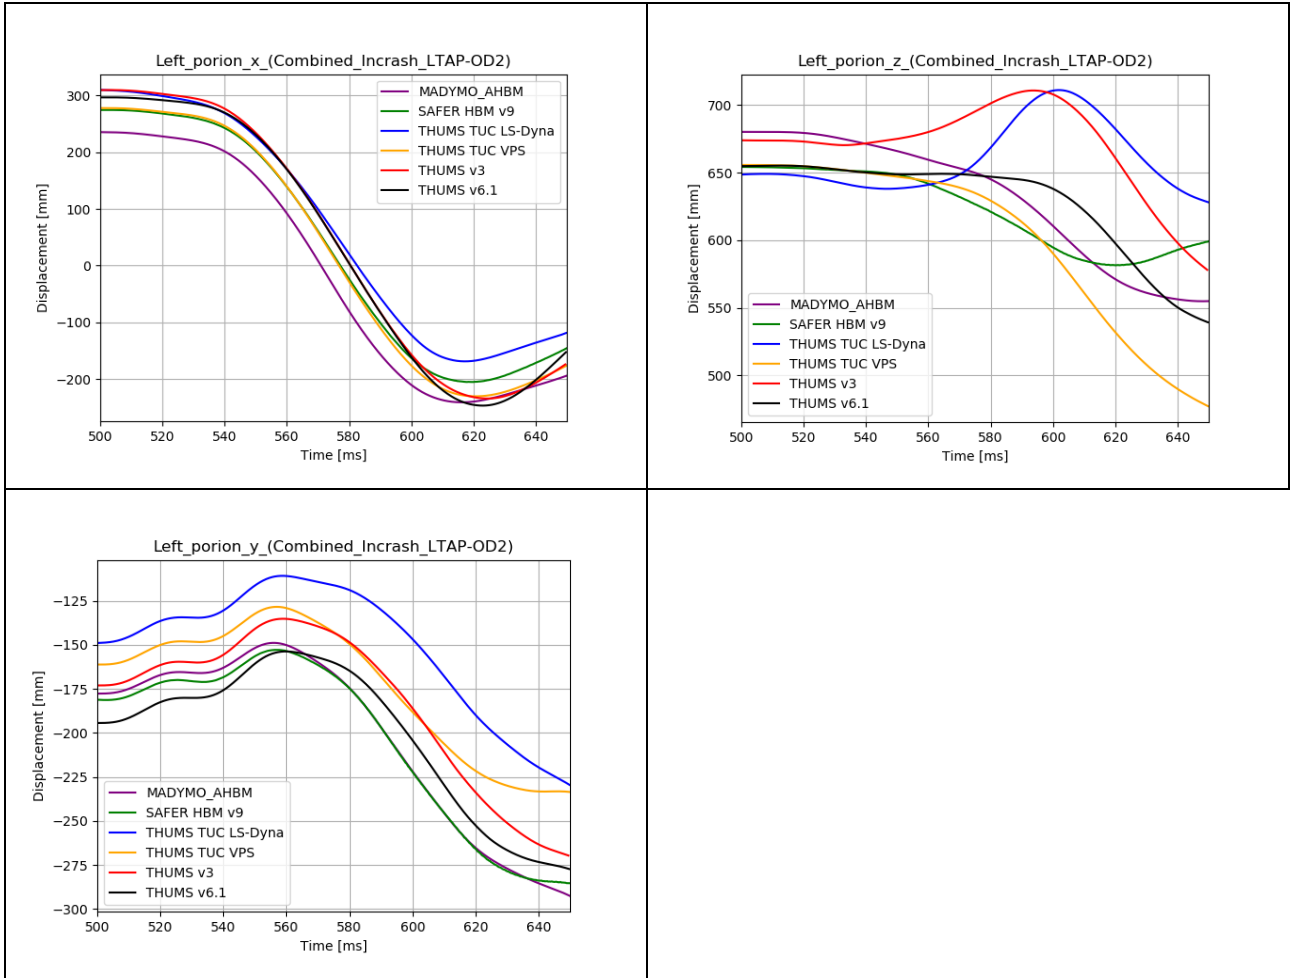 Left_porion_x_(Combined_Incrash_LTAP-OD2)
Displacement [mm]
300
200
100
0
−100
−200
MADYMO_AHBM
SAFER HBM v9
THUMS TUC LS-Dyna
THUMS TUC VPS
THUMS v3
THUMS v6.1
500 520 540 560 580 600 620 640
Time [ms]
Left_porion_z_(Combined_Incrash_LTAP-OD2)
Displacement [mm]
700
650
600
550
500
MADYMO_AHBM
SAFER HBM v9
THUMS TUC LS-Dyna
THUMS TUC VPS
THUMS v3
THUMS v6.1
500 520 540 560 580 600 620 640
Time [ms]
Left_porion_y_(Combined_Incrash_LTAP-OD2)
Displacement [mm]
−125
−150
−175
−200
−225
−250
−275
−300
MADYMO_AHBM
SAFER HBM v9
THUMS TUC LS-Dyna
THUMS TUC VPS
THUMS v3
THUMS v6.1
500 520 540 560 580 600 620 640
Time [ms]